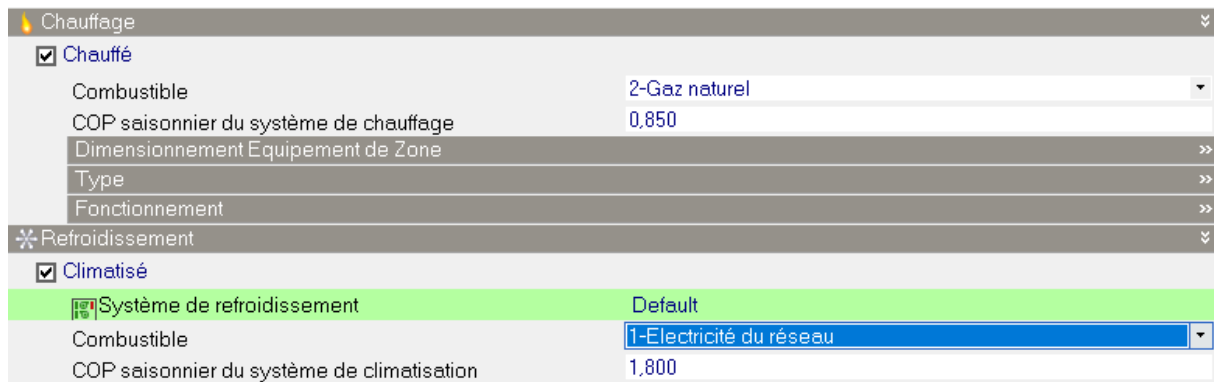 Chauffage
Chauffé
Combustible 2-Gaz naturel
COP saisonnier du système de chauffage 0,850
Dimensionnement Equipement de Zone
Type
Fonctionnement
Refroidissement
Climatisé
Système de refroidissement Default
Combustible 1-Electricité du réseau
COP saisonnier du système de climatisation 1,800